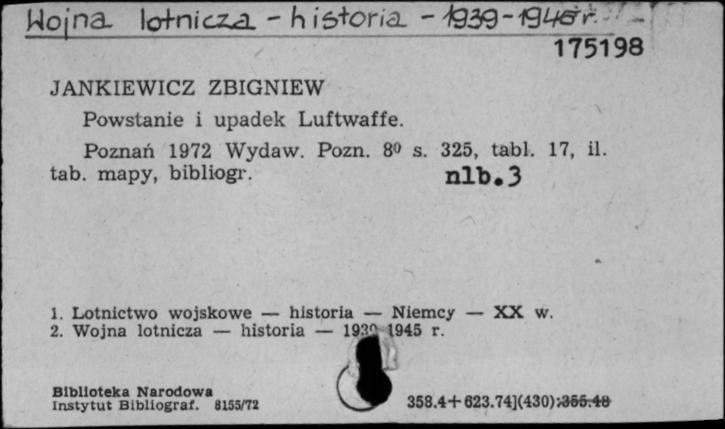 Wojna lotnicza - historia - 1939-1945 r.
175198
JANKIEWICZ ZBIGNIEW
Powstanie i upadek Luftwaffe.
Poznań 1972 Wydaw. Pozn. 8⁰ s. 325, tabl. 17, il.
tab. mapy, bibliogr. nlb.3
1. Lotnictwo wojskowe — historia — Niemcy — XX w.
2. Wojna lotnicza — historia — 1939 1945 r.
Biblioteka Narodowa
Instytut Bibliograf. 8155/72
358.4+623.74](430):355.48